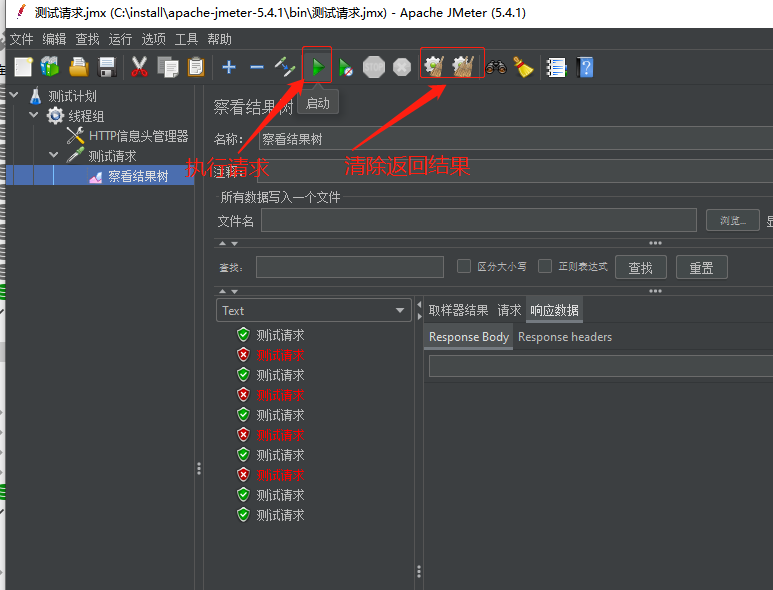 测试请求.jmx (C:\install\apache-jmeter-5.4.1\bin\测试请求.jmx) - Apache JMeter (5.4.1)
文件 编辑 查找 运行 选项 工具 帮助
STOP
启动
测试计划
线程组
HTTP信息头管理器
测试请求
察看结果树
执行请求
清除返回结果
察看结果树
名称: 察看结果树
注释:
所有数据写入一个文件
文件名
浏览...
查找:
区分大小写
正则表达式
查找
重置
Text
测试请求
测试请求
测试请求
测试请求
测试请求
测试请求
测试请求
测试请求
测试请求
测试请求
取样器结果 请求 响应数据
Response Body Response headers